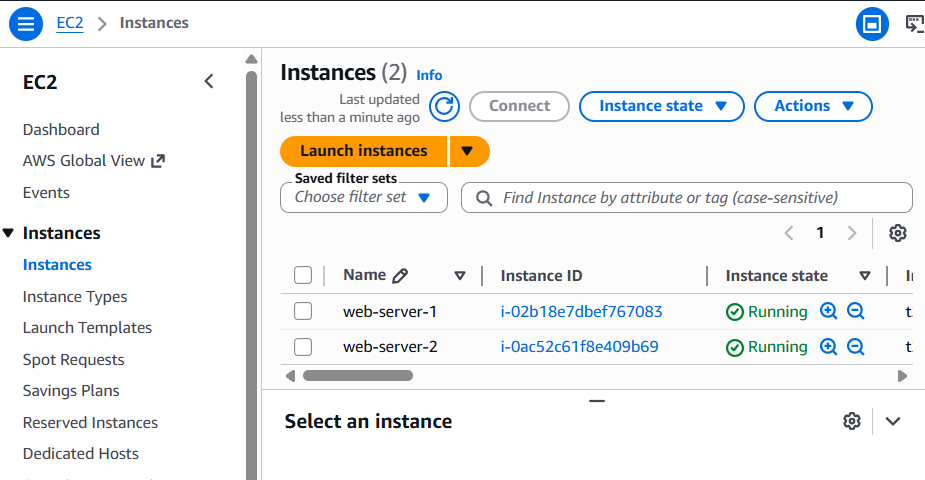 EC2 > Instances
EC2
Dashboard
AWS Global View
Events
Instances
Instances
Instance Types
Launch Templates
Spot Requests
Savings Plans
Reserved Instances
Dedicated Hosts
Instances (2) Info
Last updated
less than a minute ago
Connect
Instance state
Actions
Launch instances
Saved filter sets
Choose filter set
Find Instance by attribute or tag (case-sensitive)
1
Name Instance ID Instance state
web-server-1 i-02b18e7dbef767083 Running
web-server-2 i-0ac52c61f8e409b69 Running
Select an instance